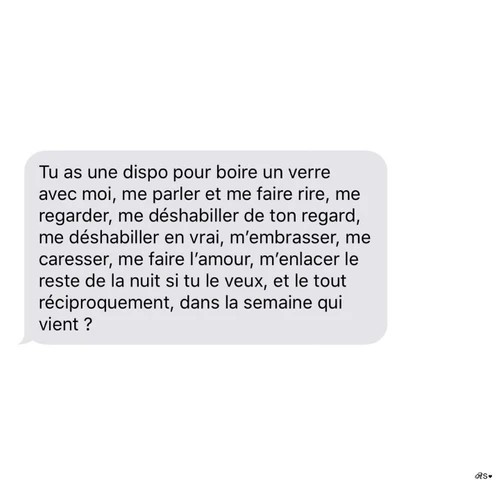 Tu as une dispo pour boire un verre
avec moi, me parler et me faire rire, me
regarder, me déshabiller de ton regard,
me déshabiller en vrai, m’embrasser, me
caresser, me faire l’amour, m’enlacer le
reste de la nuit si tu le veux, et le tout
réciproquement, dans la semaine qui
vient ?